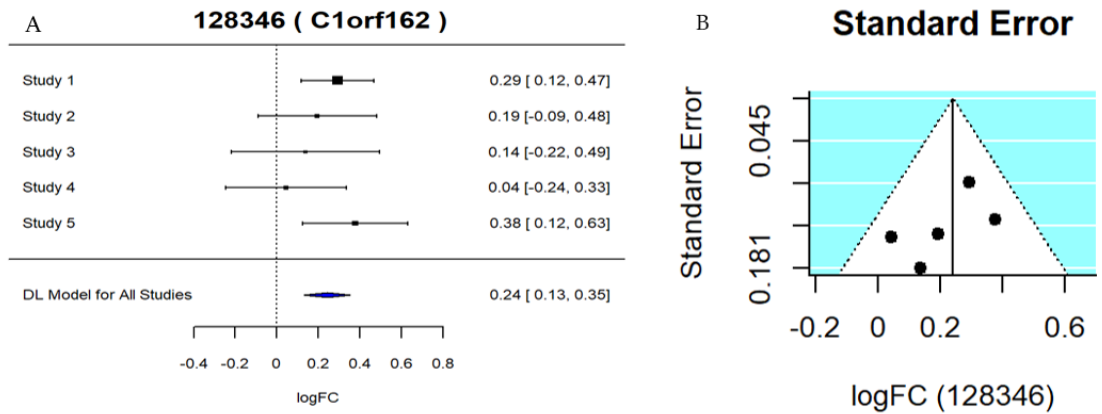 A
128346 ( C1orf162 )
Study 1 0.29 [ 0.12, 0.47]
Study 2 0.19 [-0.09, 0.48]
Study 3 0.14 [-0.22, 0.49]
Study 4 0.04 [-0.24, 0.33]
Study 5 0.38 [ 0.12, 0.63]
DL Model for All Studies 0.24 [ 0.13, 0.35]
-0.4 -0.2 0 0.2 0.4 0.6 0.8
logFC
B
Standard Error
Standard Error
0.045
0.181
-0.2 0 0.2 0.6
logFC (128346)